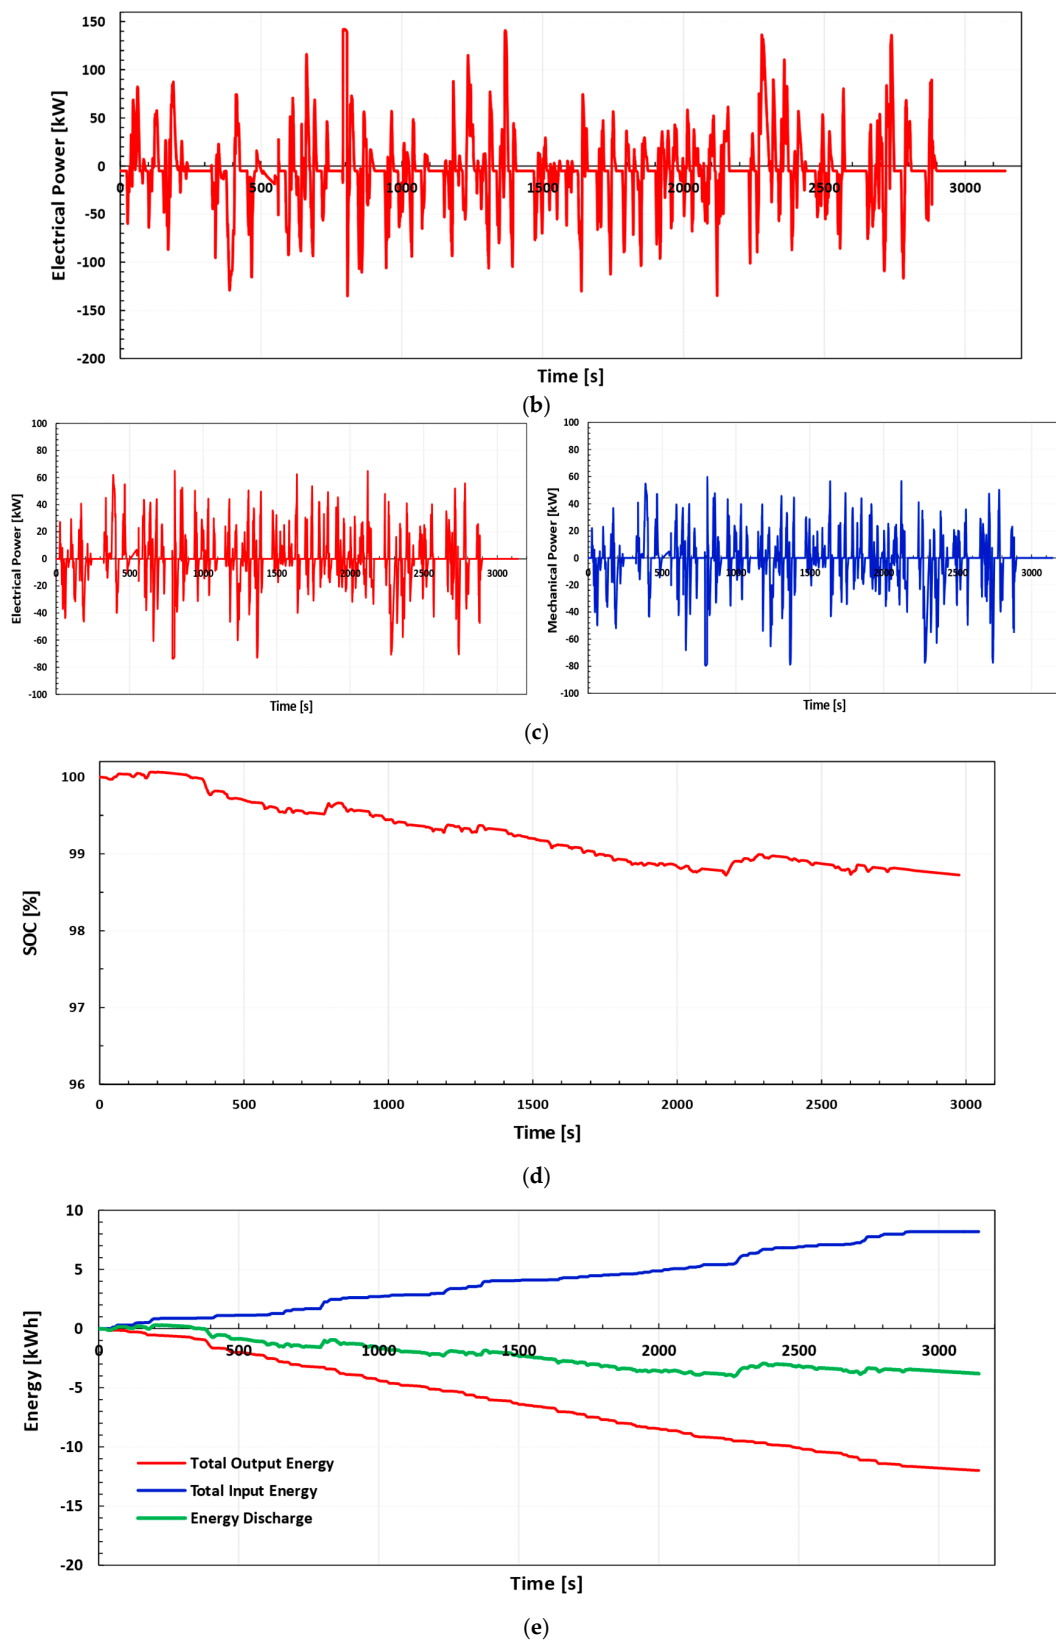 150
100
50
0
-50
-100
-150
-200
0 500 1000 1500 2000 2500 3000
Electrical Power [kW]
Time [s]
(b)
100
80
60
40
20
0
-20
-40
-60
-80
-100
0 500 1000 1500 2000 2500 3000
Electrical Power [kW]
Time [s]
100
80
60
40
20
0
-20
-40
-60
-80
-100
0 500 1000 1500 2000 2500 3000
Mechanical Power [kW]
Time [s]
(c)
100
99
98
97
96
0 500 1000 1500 2000 2500 3000
SOC [%]
Time [s]
(d)
10
5
0
-5
-10
-15
-20
0 500 1000 1500 2000 2500 3000
Energy [kWh]
Total Output Energy
Total Input Energy
Energy Discharge
Time [s]
(e)